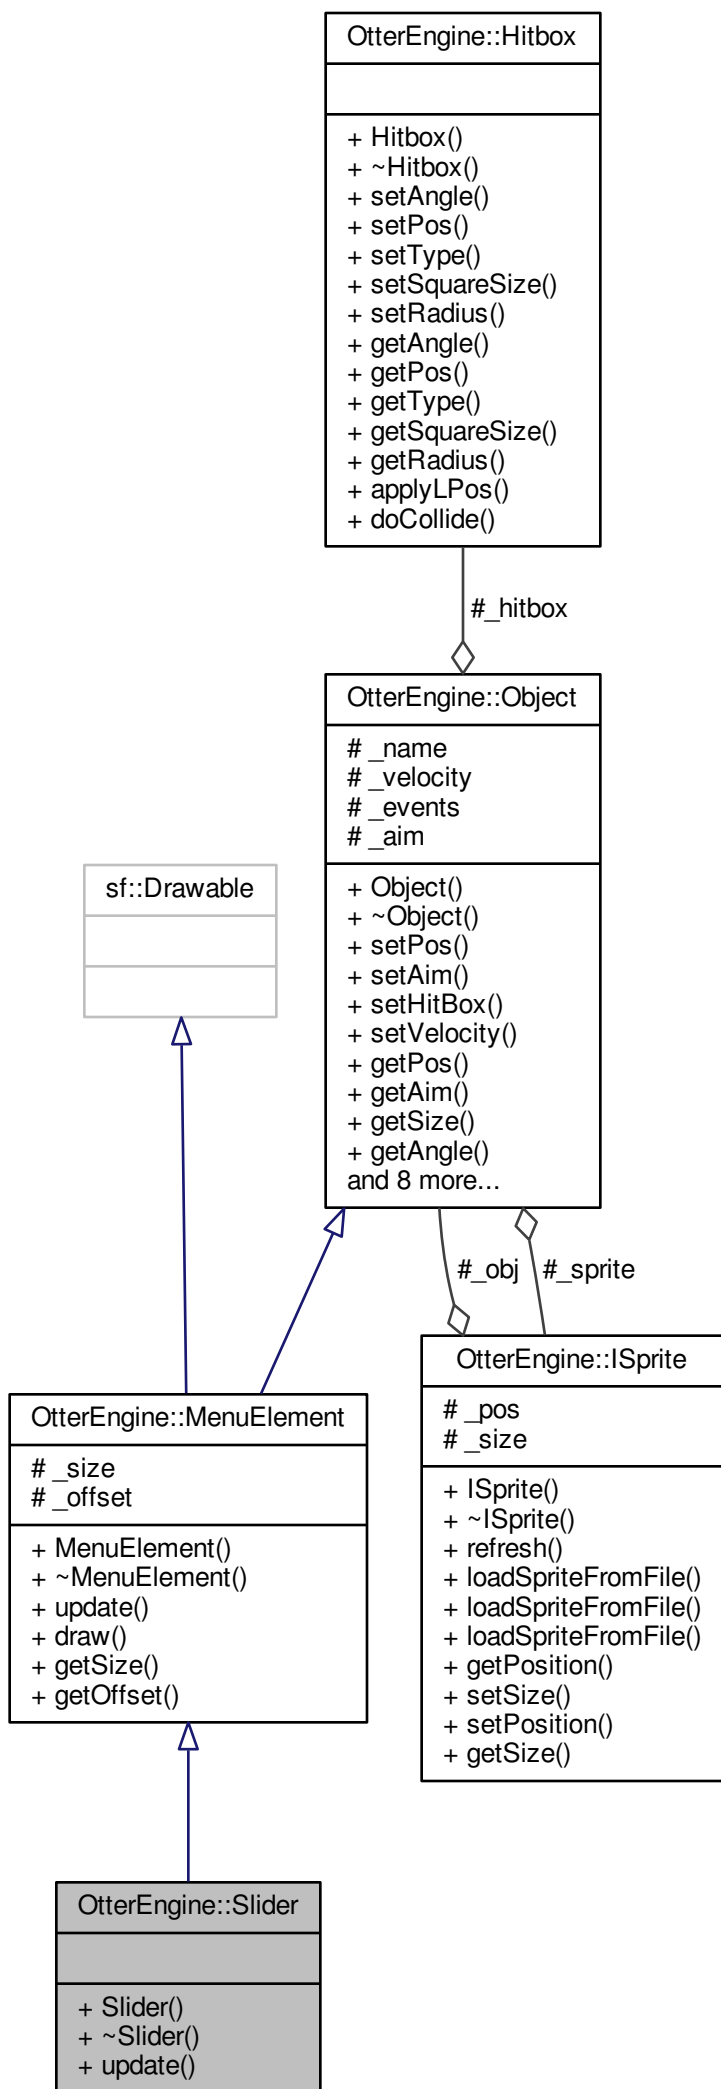 OtterEngine::Hitbox
+ Hitbox()
+ ~Hitbox()
+ setAngle()
+ setPos()
+ setType()
+ setSquareSize()
+ setRadius()
+ getAngle()
+ getPos()
+ getType()
+ getSquareSize()
+ getRadius()
+ applyLPos()
+ doCollide()
#_hitbox
OtterEngine::Object
# _name
# _velocity
# _events
# _aim
+ Object()
+ ~Object()
+ setPos()
+ setAim()
+ setHitBox()
+ setVelocity()
+ getPos()
+ getAim()
+ getSize()
+ getAngle()
and 8 more...
sf::Drawable
#_obj
#_sprite
OtterEngine::MenuElement
# _size
# _offset
+ MenuElement()
+ ~MenuElement()
+ update()
+ draw()
+ getSize()
+ getOffset()
OtterEngine::ISprite
# _pos
# _size
+ ISprite()
+ ~ISprite()
+ refresh()
+ loadSpriteFromFile()
+ loadSpriteFromFile()
+ loadSpriteFromFile()
+ getPosition()
+ setSize()
+ setPosition()
+ getSize()
OtterEngine::Slider
+ Slider()
+ ~Slider()
+ update()